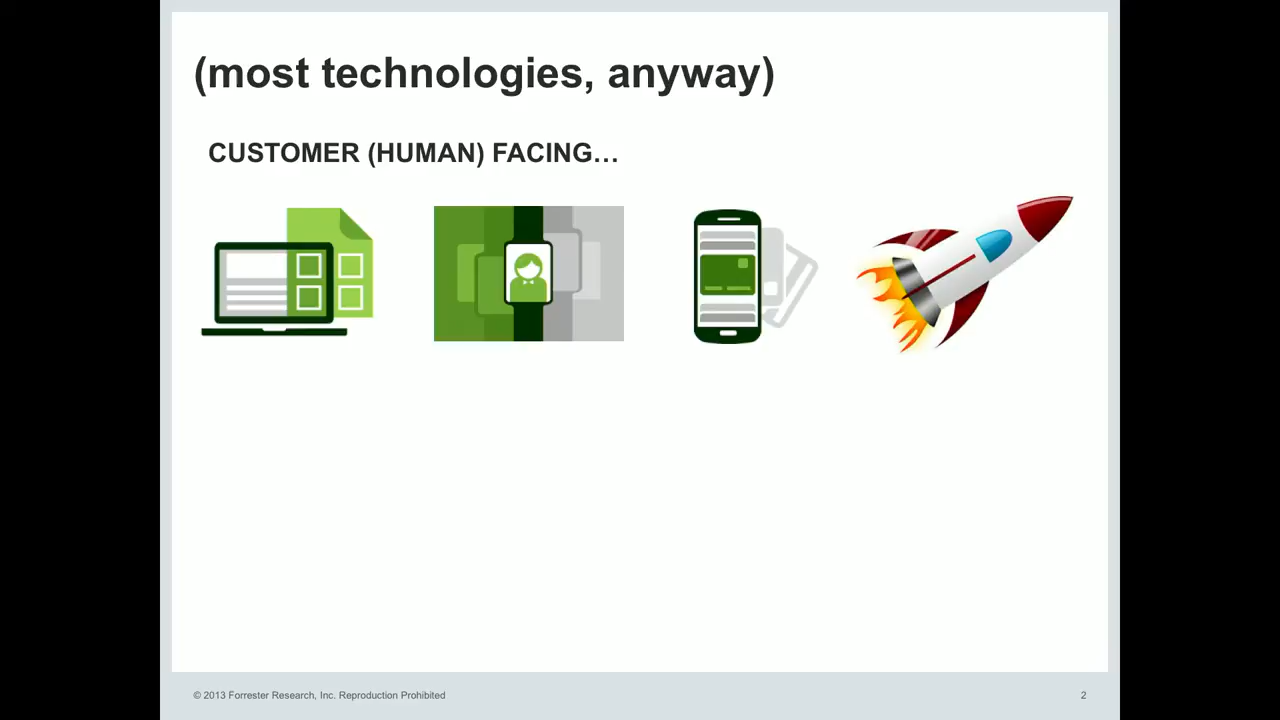 (most technologies, anyway)
CUSTOMER (HUMAN) FACING…
© 2013 Forrester Research, Inc. Reproduction Prohibited
2